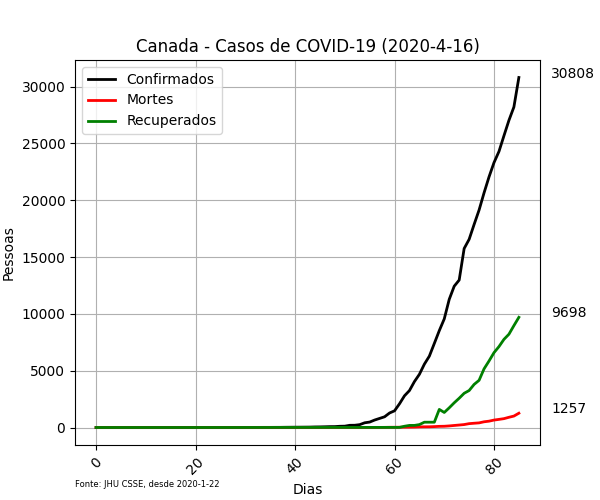 Canada - Casos de COVID-19 (2020-4-16)
Confirmados
Mortes
Recuperados
30808
9698
1257
30000
25000
20000
15000
10000
5000
0
Pessoas
0 20 40 60 80
Dias
Fonte: JHU CSSE, desde 2020-1-22